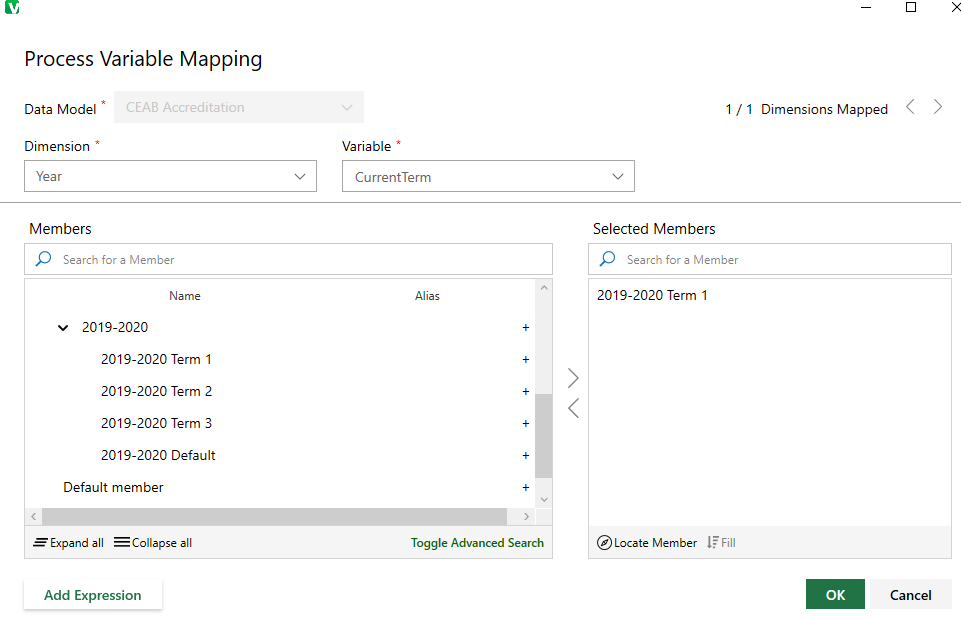 Process Variable Mapping
Data Model * CEAB Accreditation
1 / 1 Dimensions Mapped
Dimension * Variable *
Year CurrentTerm
Members Selected Members
Search for a Member Search for a Member
Name Alias
2019-2020 Term 1
2019-2020 +
2019-2020 Term 1 +
2019-2020 Term 2 +
2019-2020 Term 3 +
2019-2020 Default +
Default member +
Expand all Collapse all Toggle Advanced Search
Locate Member Fill
Add Expression OK Cancel